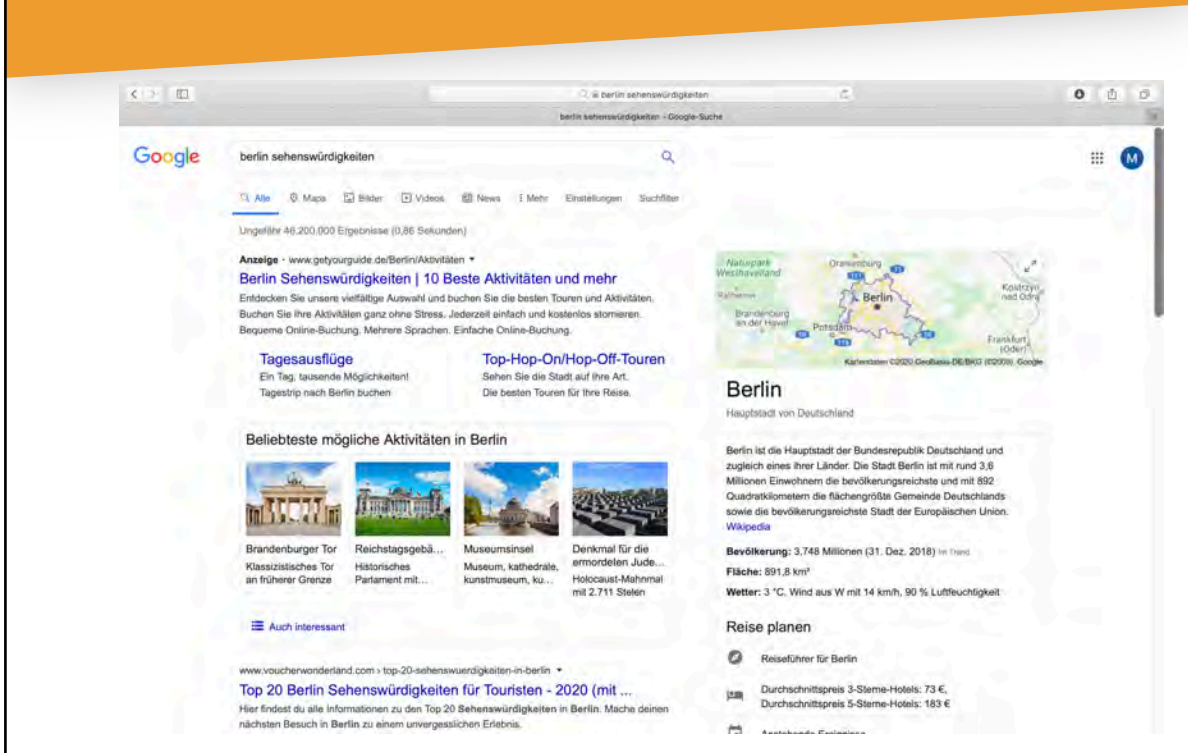 berlin sehenswürdigkeiten
berlin sehenswürdigkeiten - Google-Suche
Google
berlin sehenswürdigkeiten
M
Alle Maps Bilder Videos News Mehr Einstellungen Suchfilter
Ungefähr 46.200.000 Ergebnisse (0,86 Sekunden)
Anzeige · www.getyourguide.de/Berlin/Aktivitäten
Berlin Sehenswürdigkeiten | 10 Beste Aktivitäten und mehr
Entdecken Sie unsere vielfältige Auswahl und buchen Sie die besten Touren und Aktivitäten.
Buchen Sie Ihre Aktivitäten ganz ohne Stress. Jederzeit einfach und kostenlos stornieren.
Bequeme Online-Buchung. Mehrere Sprachen. Einfache Online-Buchung.
Tagesausflüge
Ein Tag, tausende Möglichkeiten!
Tagestrip nach Berlin buchen
Top-Hop-On/Hop-Off-Touren
Sehen Sie die Stadt auf Ihre Art.
Die besten Touren für Ihre Reise.
Beliebteste mögliche Aktivitäten in Berlin
Brandenburger Tor
Klassizistisches Tor
an früherer Grenze
Reichstagsgebä...
Historisches
Parlament mit...
Museumsinsel
Museum, kathedrale,
kunstmuseum, ku...
Denkmal für die
ermordeten Jude...
Holocaust-Mahnmal
mit 2.711 Stelen
Auch interessant
www.voucherwonderland.com › top-20-sehenswuerdigkeiten-in-berlin
Top 20 Berlin Sehenswürdigkeiten für Touristen - 2020 (mit ...
Hier findest du alle Informationen zu den Top 20 Sehenswürdigkeiten in Berlin. Mache deinen
nächsten Besuch in Berlin zu einem unvergesslichen Erlebnis.
Naturpark
Westhavelland
Oranienburg
Kostrzyn
nad Odrą
Rathenow
Berlin
Brandenburg
an der Havel
Potsdam
Frankfurt
(Oder)
Kartendaten ©2020 GeoBasis-DE/BKG (©2009), Google
Berlin
Hauptstadt von Deutschland
Berlin ist die Hauptstadt der Bundesrepublik Deutschland und
zugleich eines ihrer Länder. Die Stadt Berlin ist mit rund 3,6
Millionen Einwohnern die bevölkerungsreichste und mit 892
Quadratkilometern die flächengrößte Gemeinde Deutschlands
sowie die bevölkerungsreichste Stadt der Europäischen Union.
Wikipedia
Bevölkerung: 3,748 Millionen (31. Dez. 2018) Im Trend
Fläche: 891,8 km²
Wetter: 3 °C, Wind aus W mit 14 km/h, 90 % Luftfeuchtigkeit
Reise planen
Reiseführer für Berlin
Durchschnittspreis 3-Sterne-Hotels: 73 €,
Durchschnittspreis 5-Sterne-Hotels: 183 €